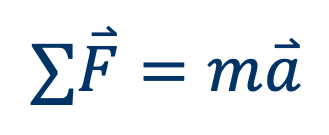 ∑F⃗ = ma⃗